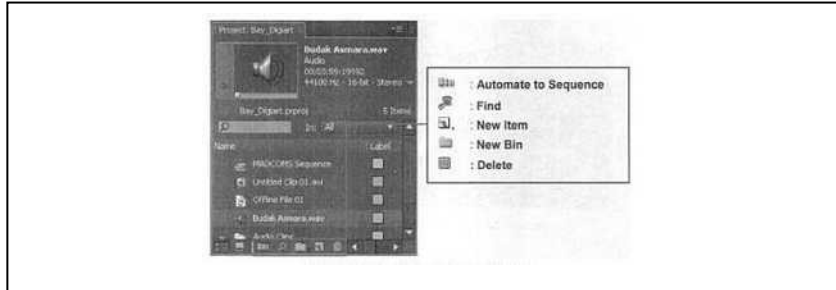 Project: Bay_Digiart
Budak Asmara.wav
Audio
44100 Hz - 16-bit - Stereo
Bay_Digiart.prproj
5 Items
In: All
Name
Label
MADCOMS Sequence
Untitled Clip 01.avi
Offline File 01
Budak Asmara.wav
Audio Clips
: Automate to Sequence
: Find
: New Item
: New Bin
: Delete